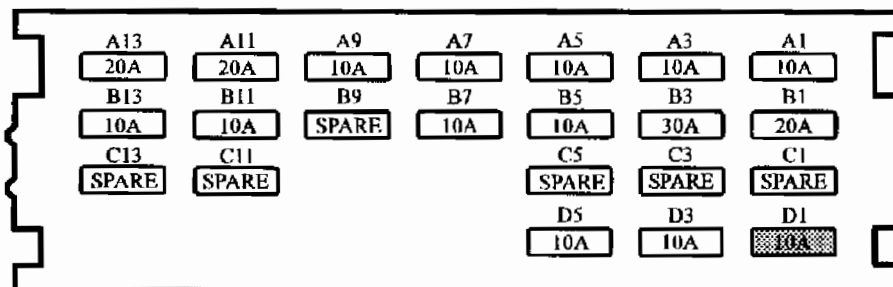 A13 A11 A9 A7 A5 A3 A1
20A 20A 10A 10A 10A 10A 10A
B13 B11 B9 B7 B5 B3 B1
10A 10A SPARE 10A 10A 30A 20A
C13 C11 C5 C3 C1
SPARE SPARE SPARE SPARE SPARE
D5 D3 D1
10A 10A 10A